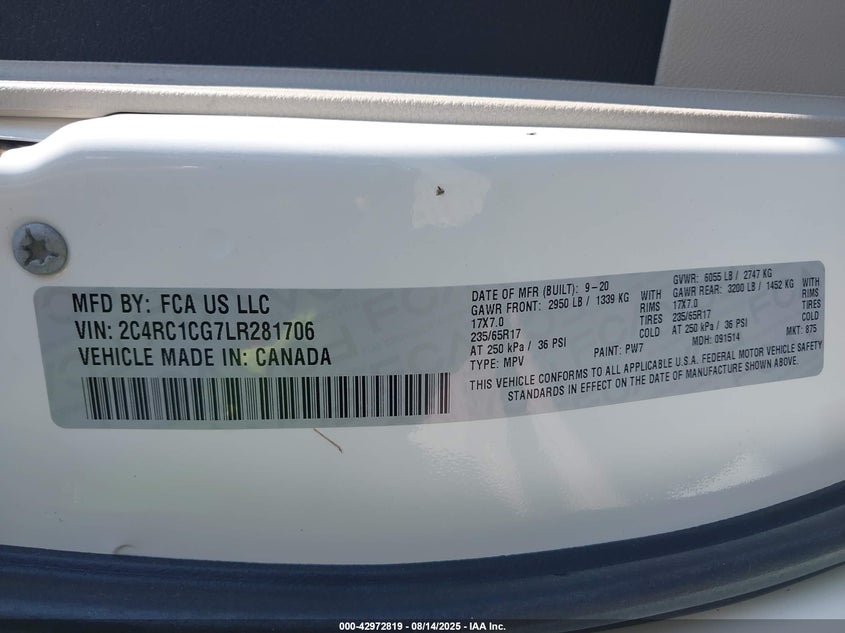 MFD BY: FCA US LLC
VIN: 2C4RC1CG7LR281706
VEHICLE MADE IN: CANADA
DATE OF MFR (BUILT): 9-20 GVWR: 6055 LB / 2747 KG
GAWR FRONT: 2950 LB / 1339 KG WITH GAWR REAR: 3200 LB / 1452 KG WITH
17X7.0 RIMS 17X7.0 RIMS
235/65R17 TIRES 235/65R17 TIRES
AT 250 kPa / 36 PSI COLD AT 250 kPa / 36 PSI COLD
TYPE: MPV PAINT: PW7 MDH: 091514 MKT: 875
THIS VEHICLE CONFORMS TO ALL APPLICABLE U.S.A. FEDERAL MOTOR VEHICLE SAFETY
STANDARDS IN EFFECT ON THE DATE OF MANUFACTURE SHOWN ABOVE.
000-42972819 - 08/14/2025 - IAA Inc.